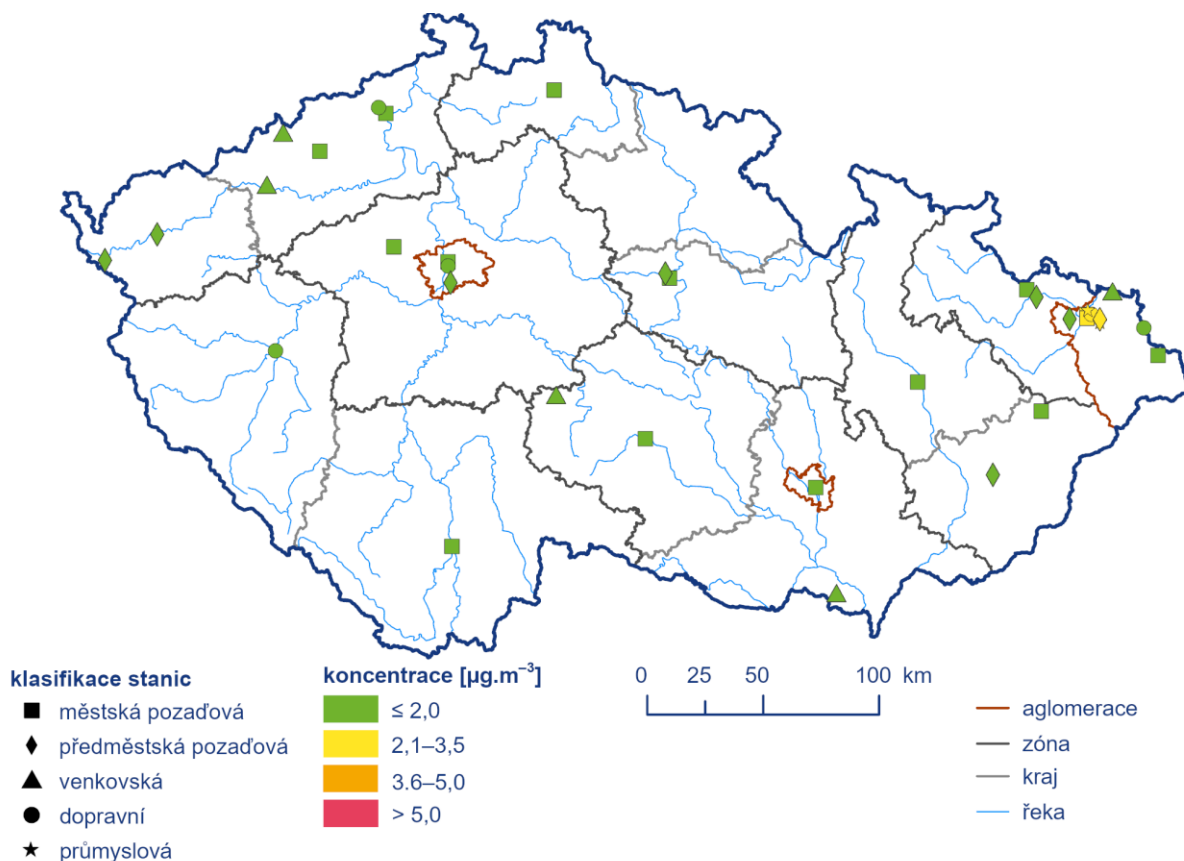 klasifikace stanic
městská pozaďová
předměstská pozaďová
venkovská
dopravní
průmyslová
koncentrace [µg.m⁻³]
≤ 2,0
2,1–3,5
3.6–5,0
> 5,0
0 25 50 100 km
aglomerace
zóna
kraj
řeka